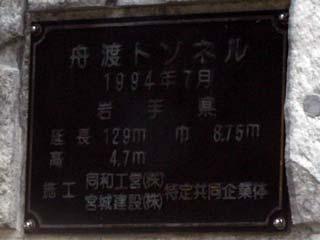 舟渡トンネル
1994年7月
岩手県
延長 129m 巾 8.75m
高 4.7m
施工 同和工営(株) 特定共同企業体
宮城建設(株)